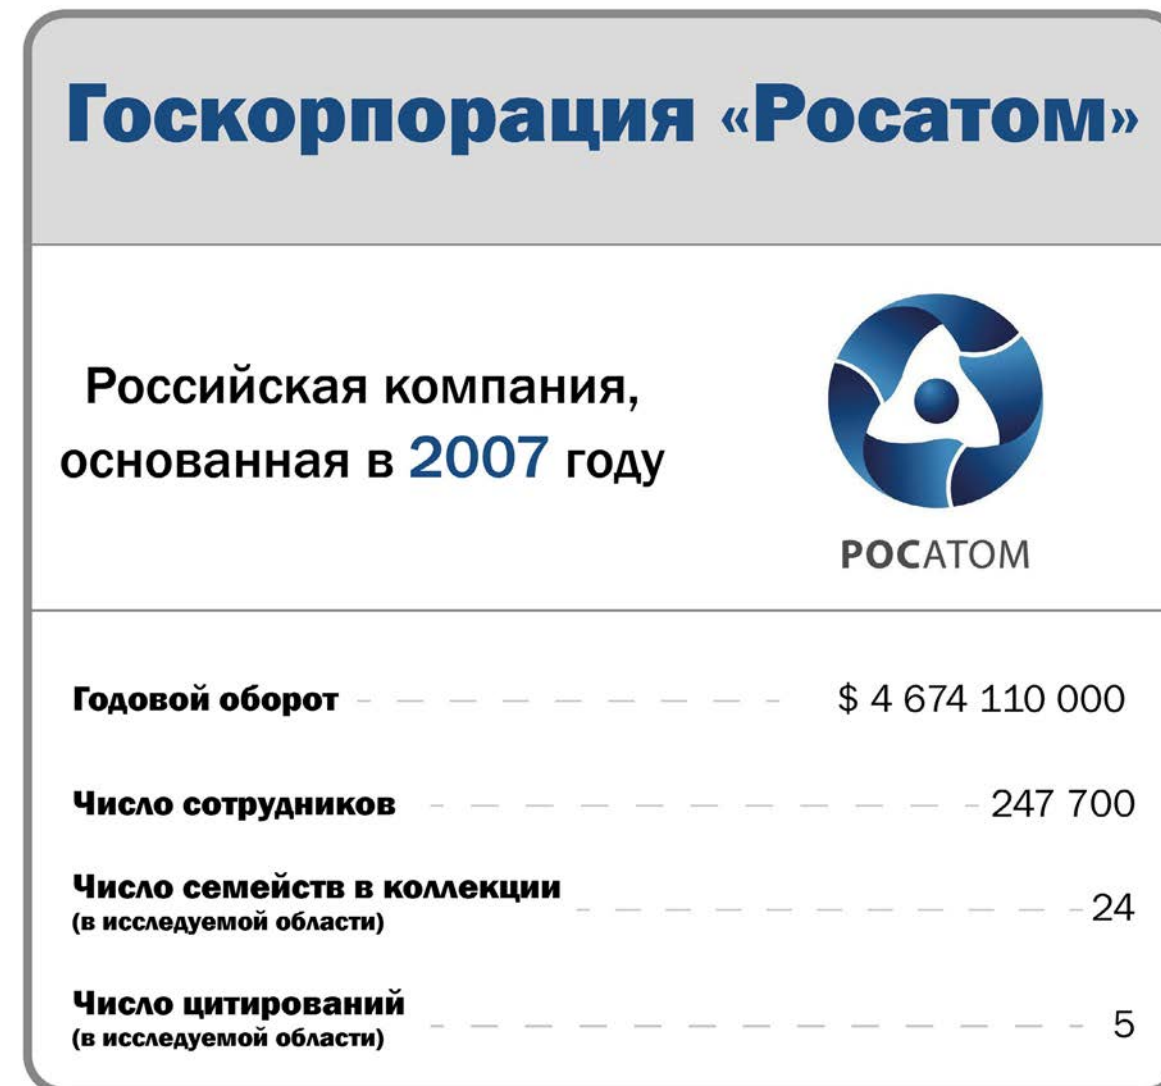 Госкорпорация «Росатом»
Российская компания,
основанная в 2007 году
РОСАТОМ
Годовой оборот $ 4 674 110 000
Число сотрудников 247 700
Число семейств в коллекции
(в исследуемой области) 24
Число цитирований
(в исследуемой области) 5